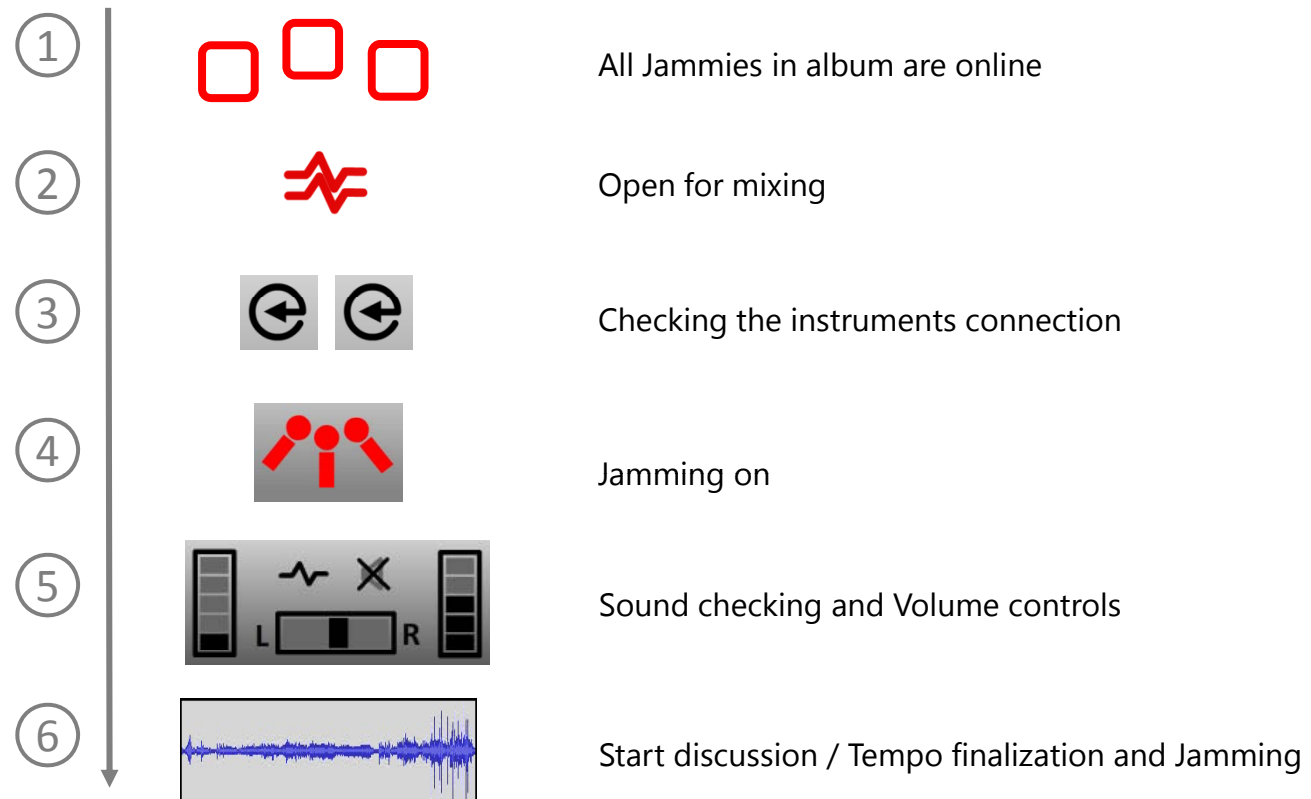 1
All Jammies in album are online
2
Open for mixing
3
Checking the instruments connection
4
Jamming on
5
L R
Sound checking and Volume controls
6
Start discussion / Tempo finalization and Jamming